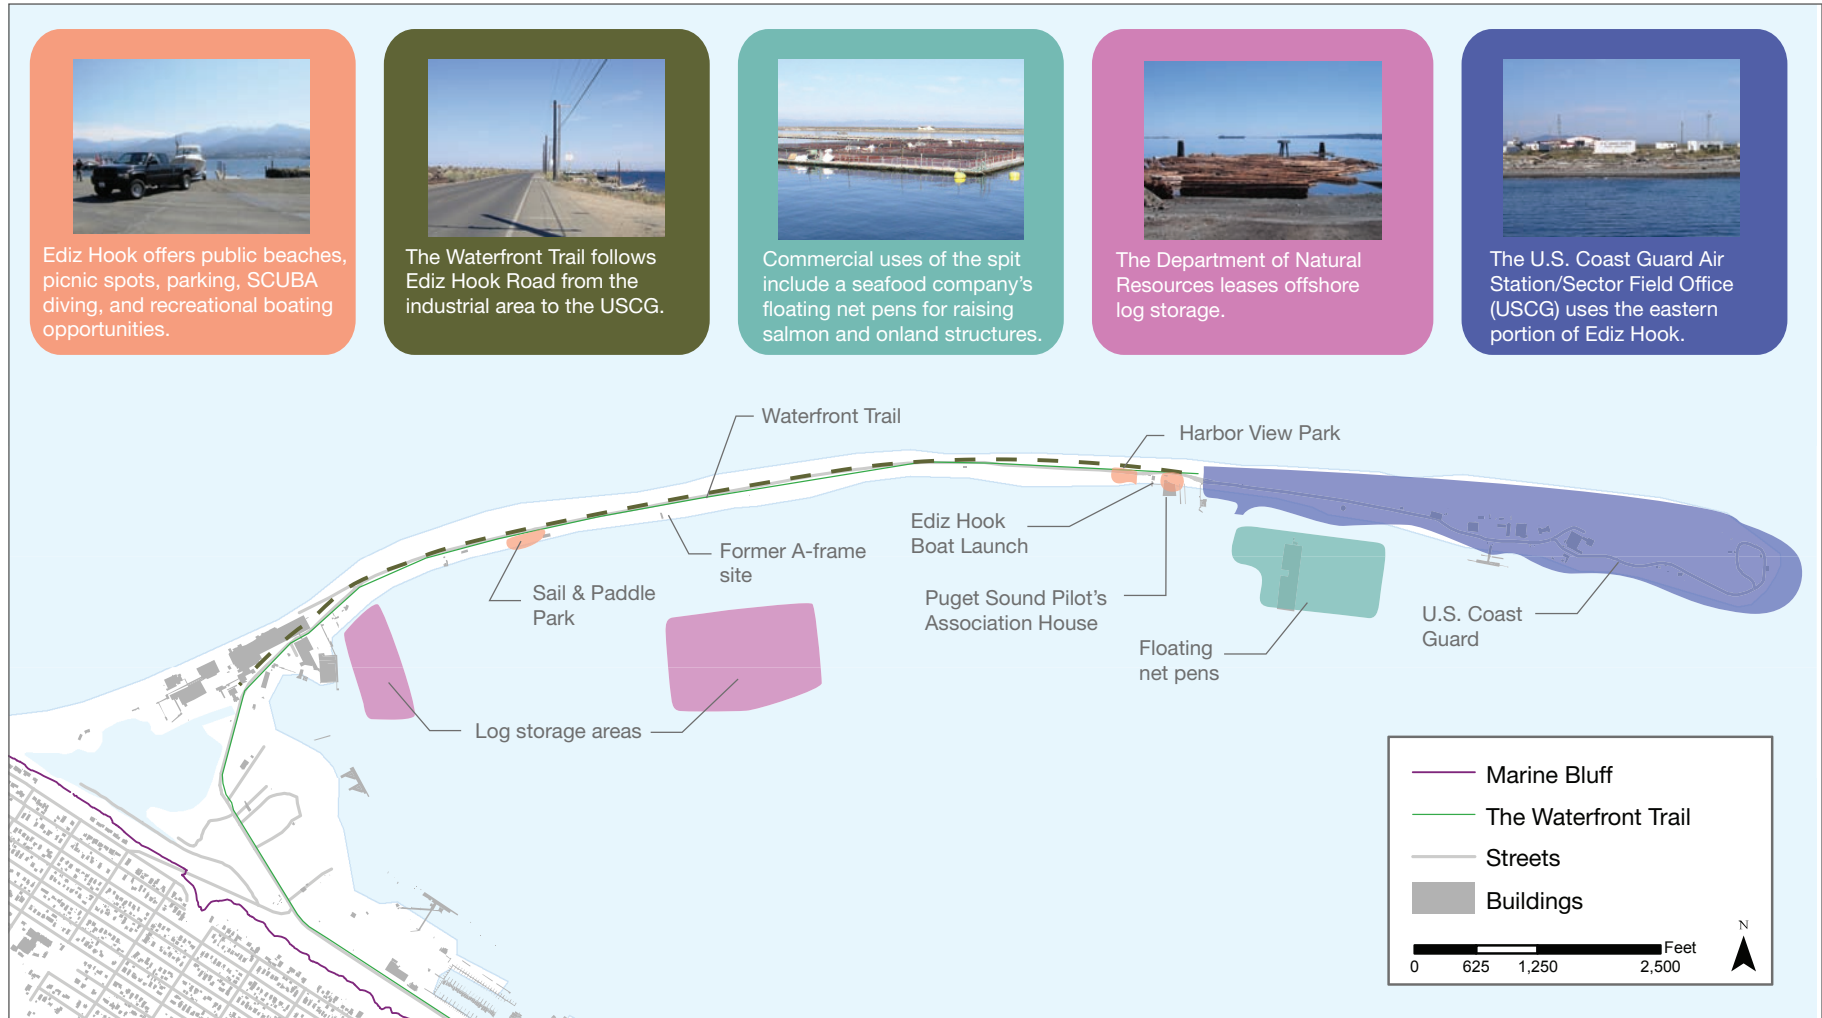 Ediz Hook offers public beaches,
picnic spots, parking, SCUBA
diving, and recreational boating
opportunities.
The Waterfront Trail follows
Ediz Hook Road from the
industrial area to the USCG.
Commercial uses of the spit
include a seafood company's
floating net pens for raising
salmon and onland structures.
The Department of Natural
Resources leases offshore
log storage.
The U.S. Coast Guard Air
Station/Sector Field Office
(USCG) uses the eastern
portion of Ediz Hook.
Waterfront Trail
Harbor View Park
Ediz Hook
Boat Launch
Former A-frame
site
Sail & Paddle
Park
Puget Sound Pilot's
Association House
U.S. Coast
Guard
Floating
net pens
Log storage areas
Marine Bluff
The Waterfront Trail
Streets
Buildings
N
Feet
0 625 1,250 2,500